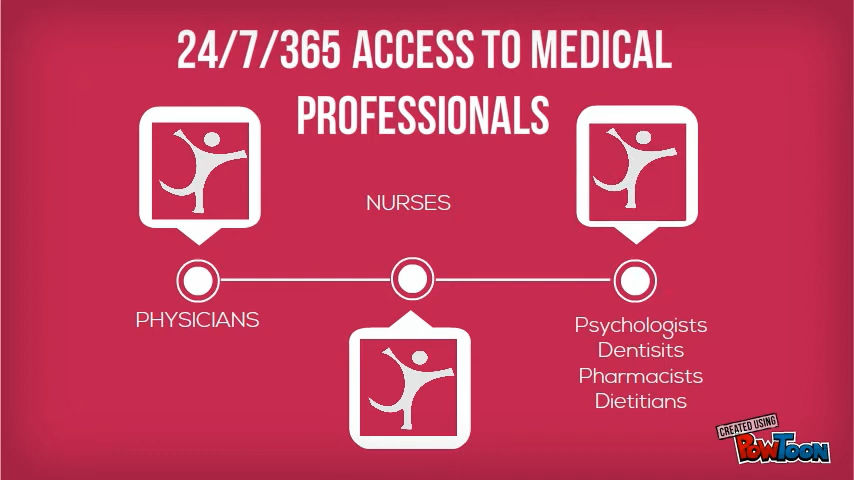 24/7/365 ACCESS TO MEDICAL
PROFESSIONALS
NURSES
PHYSICIANS
Psychologists
Dentisits
Pharmacists
Dietitians
CREATED USING
POWTOON